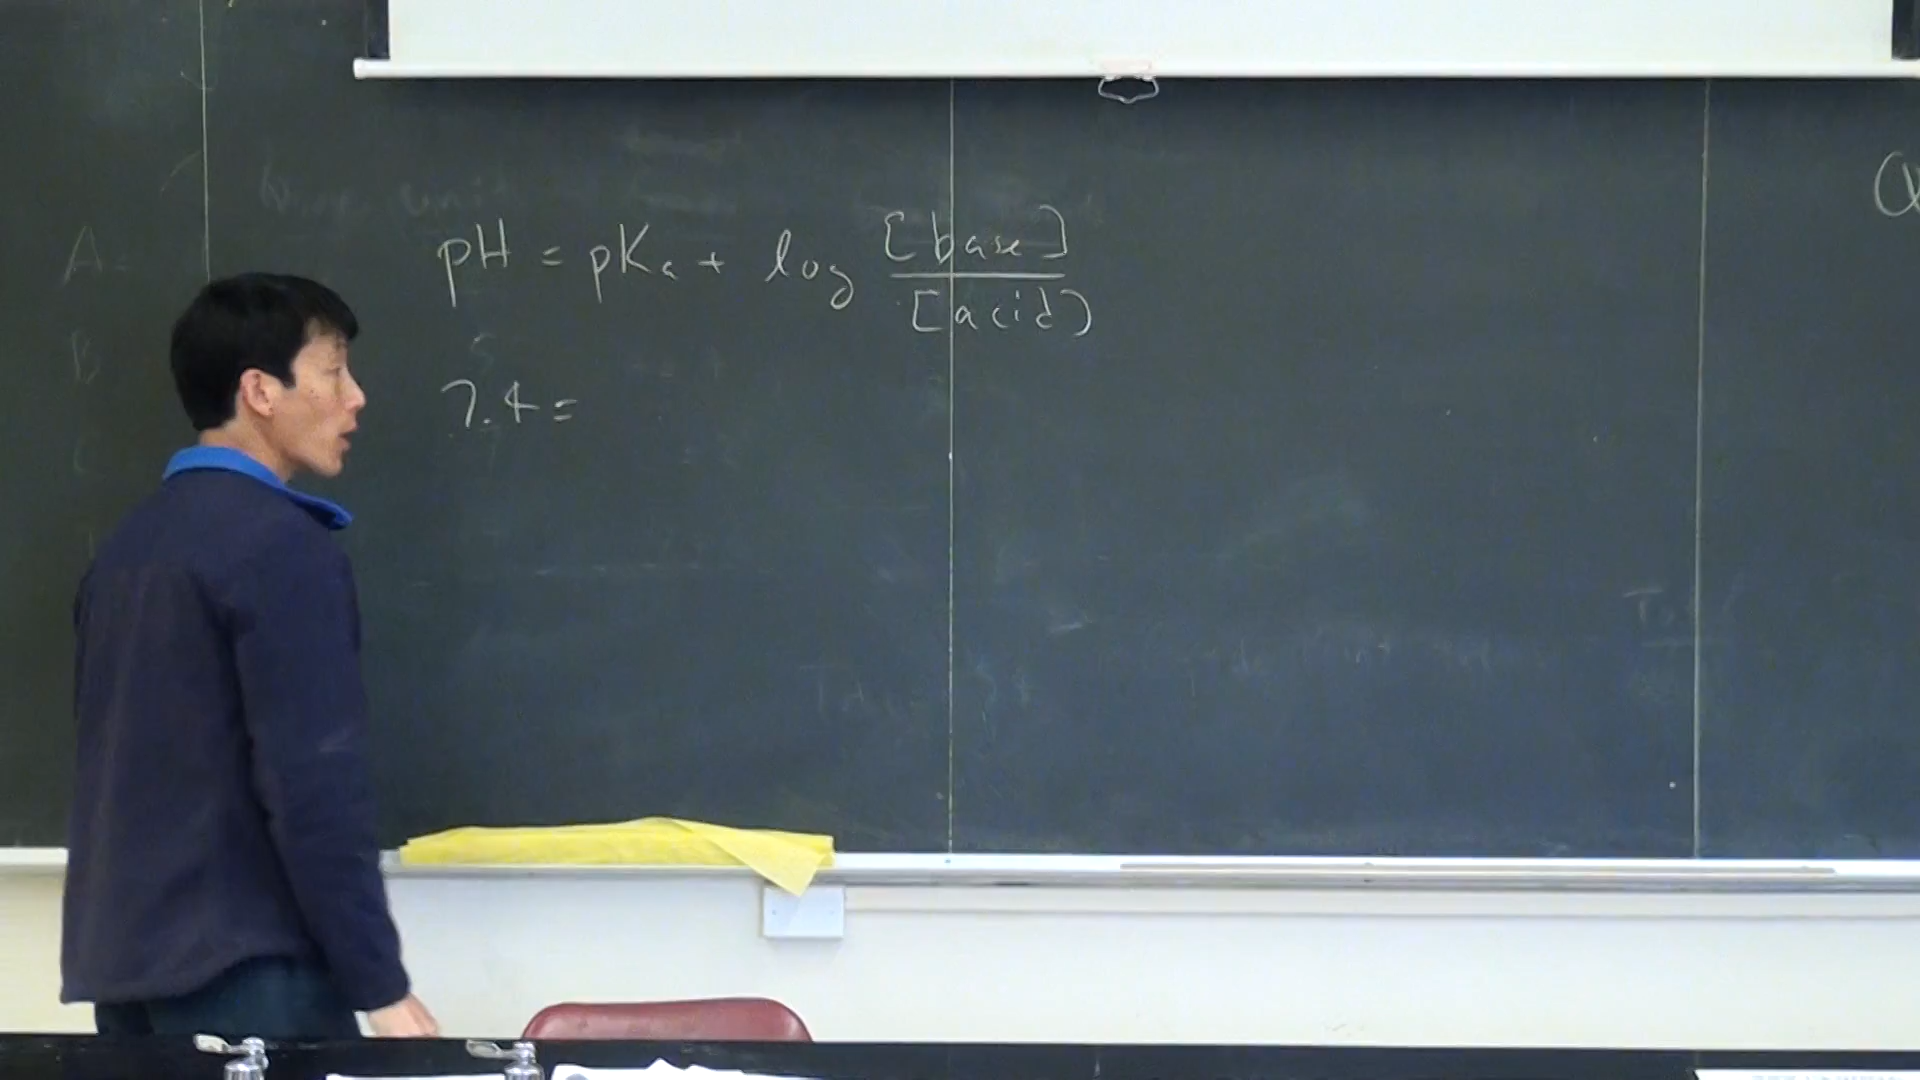 pH = pKa + log [base] / [acid)
7.4 =
A
B
C
Q